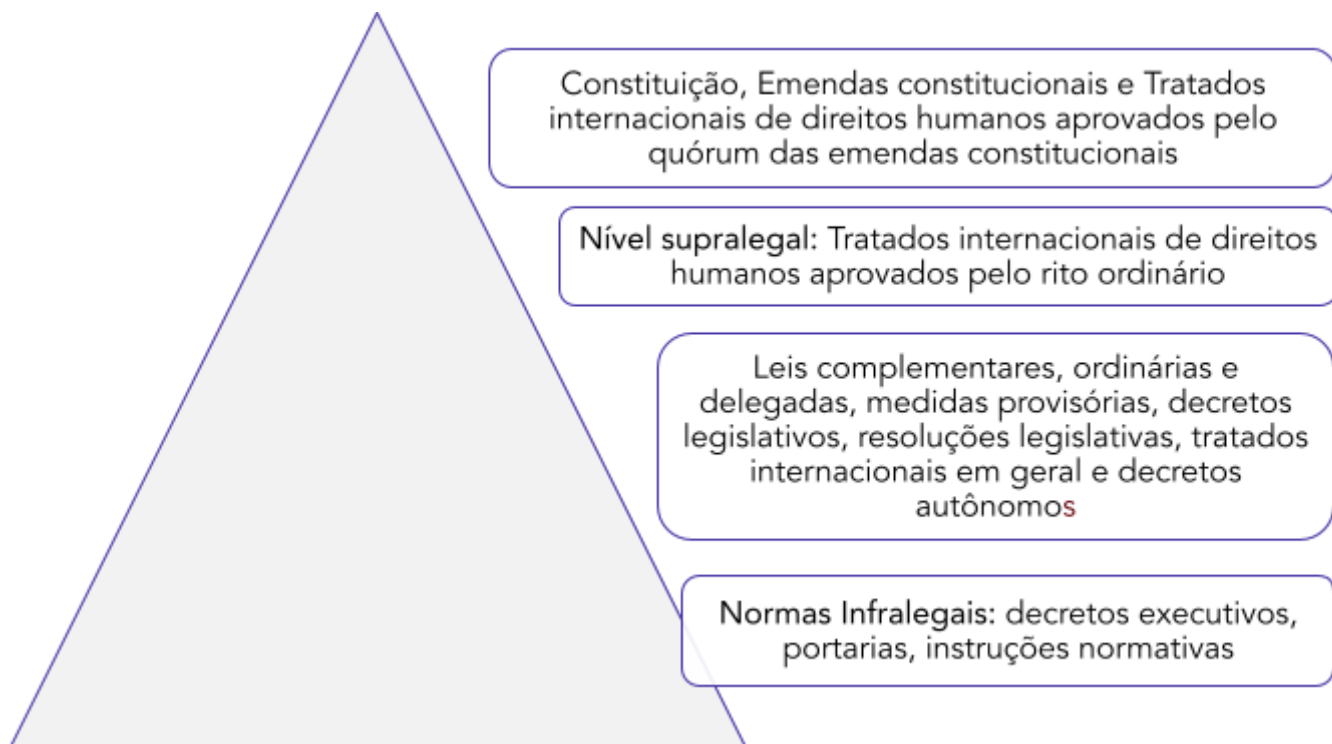 Constituição, Emendas constitucionais e Tratados
internacionais de direitos humanos aprovados pelo
quórum das emendas constitucionais
Nível supralegal: Tratados internacionais de direitos
humanos aprovados pelo rito ordinário
Leis complementares, ordinárias e
delegadas, medidas provisórias, decretos
legislativos, resoluções legislativas, tratados
internacionais em geral e decretos
autônomos
Normas Infralegais: decretos executivos,
portarias, instruções normativas